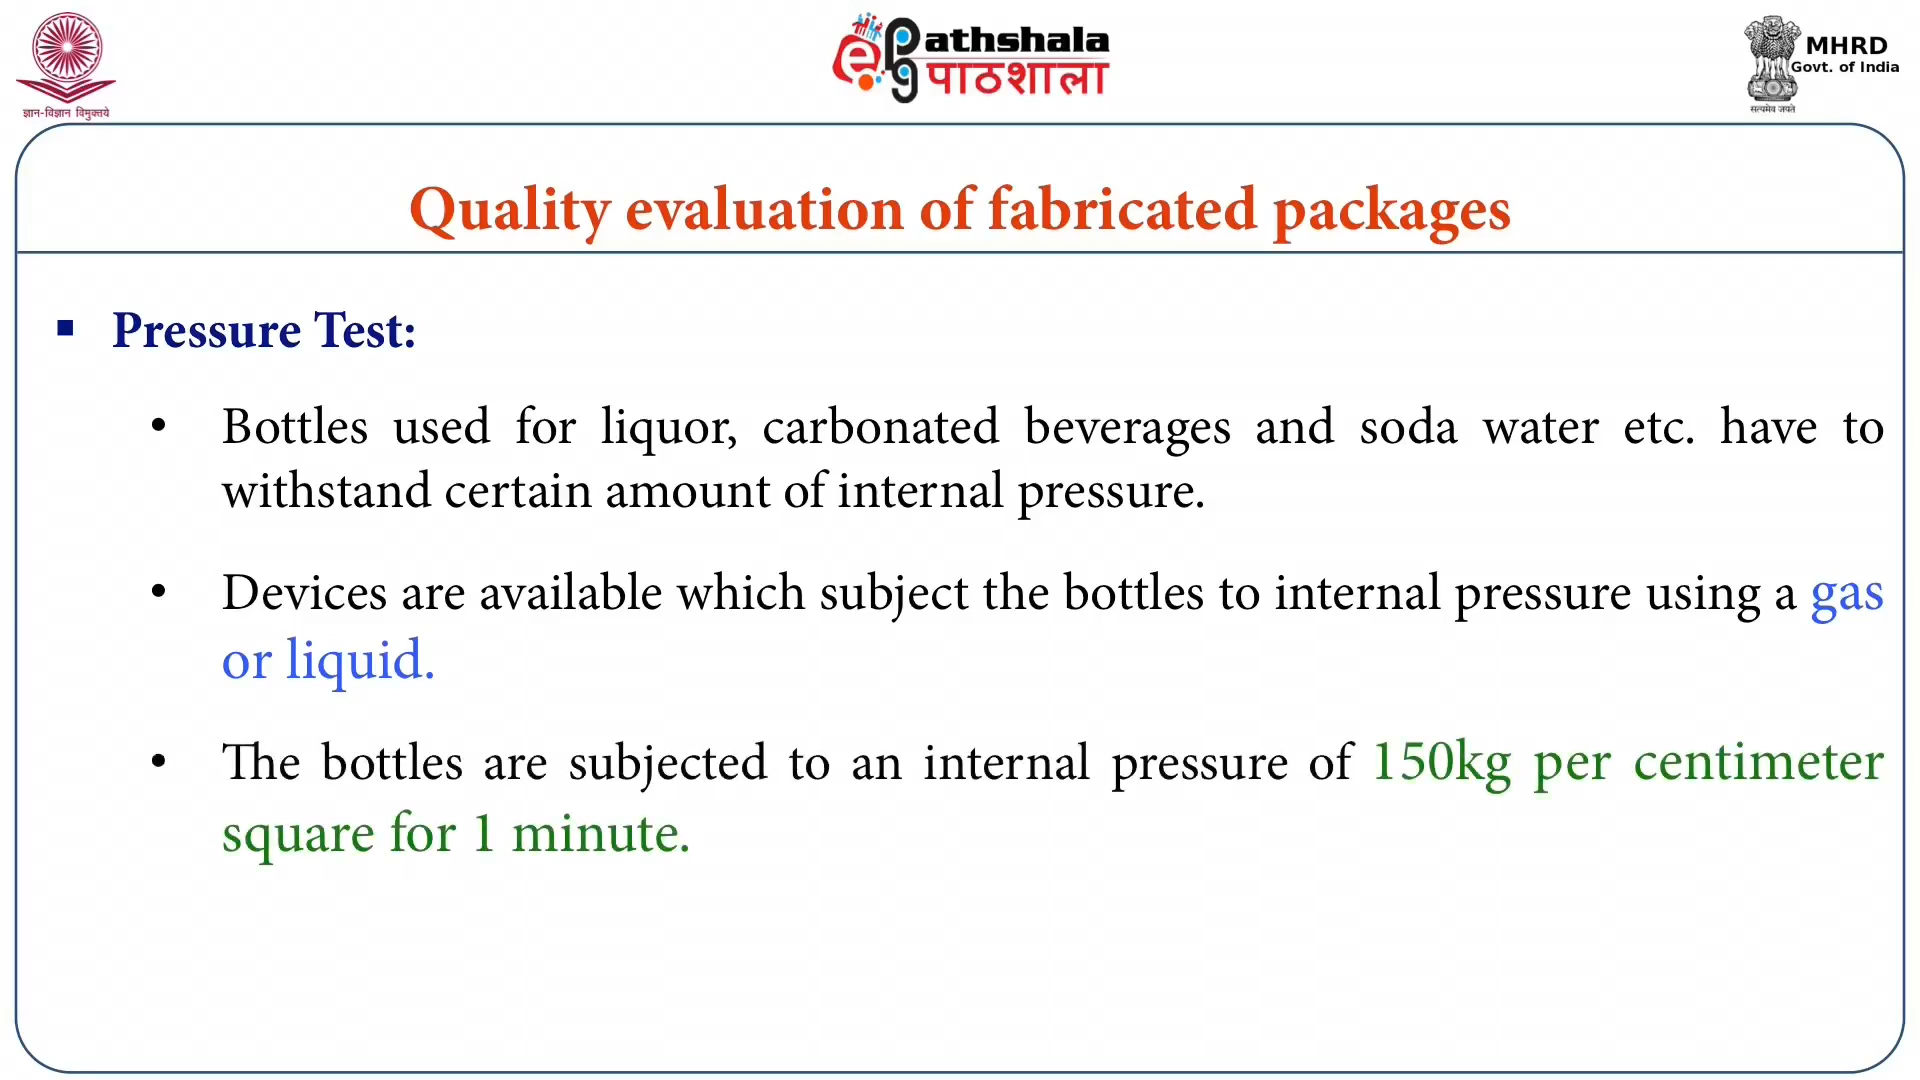 ज्ञान-विज्ञान विमुक्तये
ePG Pathshala
पाठशाला
MHRD
Govt. of India
सत्यमेव जयते
Quality evaluation of fabricated packages
▪ Pressure Test:
• Bottles used for liquor, carbonated beverages and soda water etc. have to
withstand certain amount of internal pressure.
• Devices are available which subject the bottles to internal pressure using a gas
or liquid.
• The bottles are subjected to an internal pressure of 150kg per centimeter
square for 1 minute.